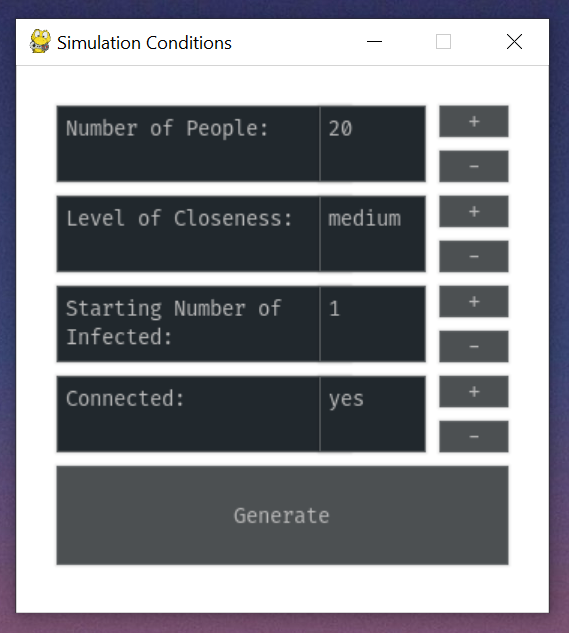 Simulation Conditions
Number of People: 20
+
-
Level of Closeness: medium
+
-
Starting Number of
Infected: 1
+
-
Connected: yes
+
-
Generate